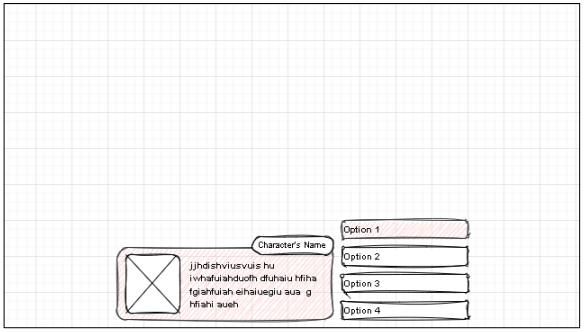 Option 1
Character's Name
Option 2
jjhdishviusvuis hu
iwhafuiahduofh dfuhaiu hfiha
fgiahfuiah eihaiuegiu aua g
hfiahi aueh
Option 3
Option 4